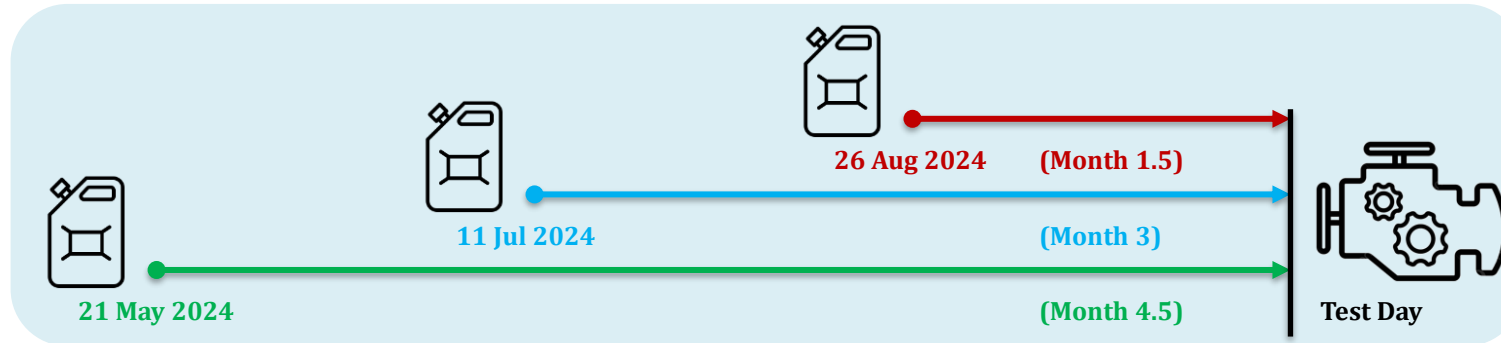 26 Aug 2024 (Month 1.5)
11 Jul 2024 (Month 3)
21 May 2024 (Month 4.5) Test Day